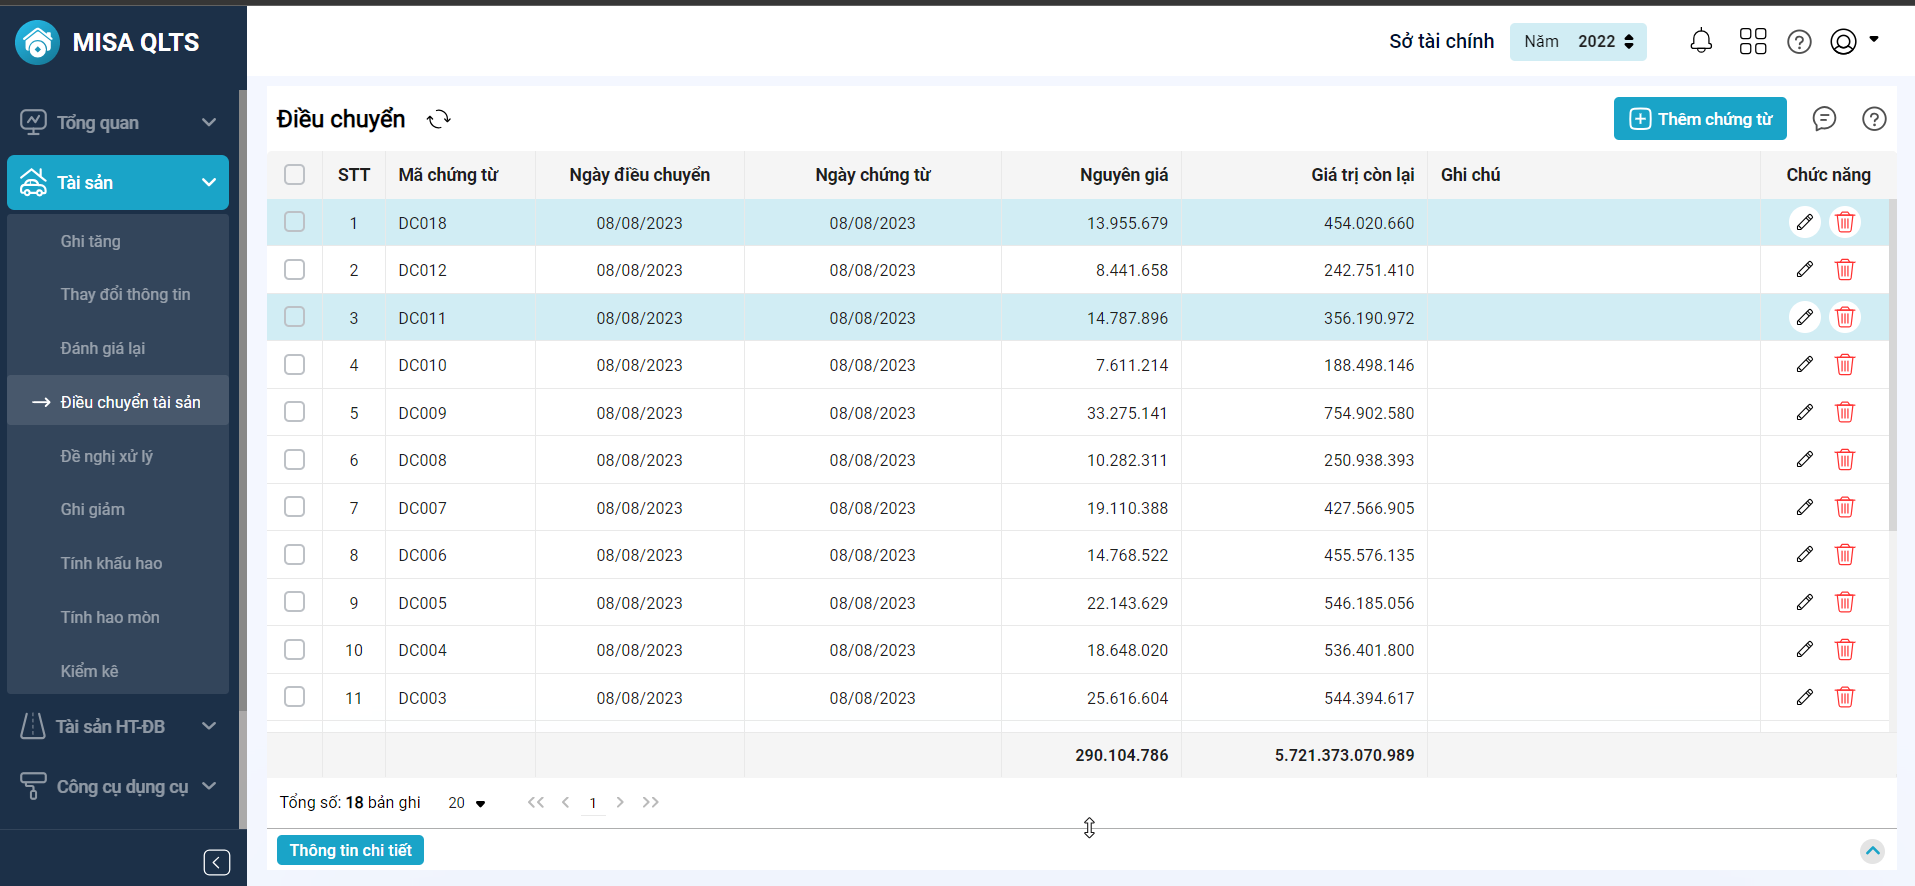 MISA QLTS
Sở tài chính
Năm 2022
Tổng quan
Tài sản
Ghi tăng
Thay đổi thông tin
Đánh giá lại
Điều chuyển tài sản
Đề nghị xử lý
Ghi giảm
Tính khấu hao
Tính hao mòn
Kiểm kê
Tài sản HT-ĐB
Công cụ dụng cụ
Điều chuyển
Thêm chứng từ
STT Mã chứng từ Ngày điều chuyển Ngày chứng từ Nguyên giá Giá trị còn lại Ghi chú Chức năng
1 DC018 08/08/2023 08/08/2023 13.955.679 454.020.660
2 DC012 08/08/2023 08/08/2023 8.441.658 242.751.410
3 DC011 08/08/2023 08/08/2023 14.787.896 356.190.972
4 DC010 08/08/2023 08/08/2023 7.611.214 188.498.146
5 DC009 08/08/2023 08/08/2023 33.275.141 754.902.580
6 DC008 08/08/2023 08/08/2023 10.282.311 250.938.393
7 DC007 08/08/2023 08/08/2023 19.110.388 427.566.905
8 DC006 08/08/2023 08/08/2023 14.768.522 455.576.135
9 DC005 08/08/2023 08/08/2023 22.143.629 546.185.056
10 DC004 08/08/2023 08/08/2023 18.648.020 536.401.800
11 DC003 08/08/2023 08/08/2023 25.616.604 544.394.617
290.104.786 5.721.373.070.989
Tổng số: 18 bản ghi 20 << < 1 > >>
Thông tin chi tiết